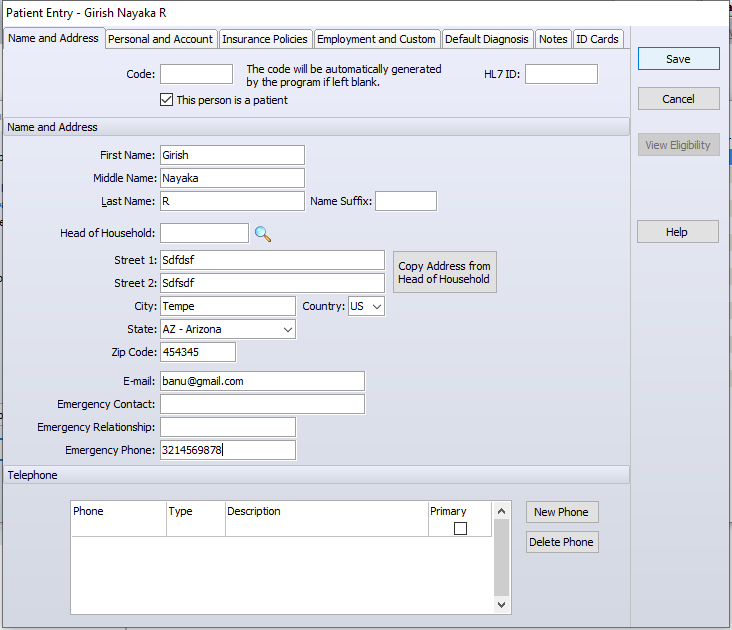 Patient Entry - Girish Nayaka R
Name and Address Personal and Account Insurance Policies Employment and Custom Default Diagnosis Notes ID Cards
Save
Code: The code will be automatically generated by the program if left blank. HL7 ID:
This person is a patient
Cancel
Name and Address
View Eligibility
First Name: Girish
Middle Name: Nayaka
Last Name: R Name Suffix:
Head of Household:
Help
Street 1: Sdfdsf
Copy Address from
Head of Household
Street 2: Sdfsdf
City: Tempe Country: US
State: AZ - Arizona
Zip Code: 454345
E-mail: banu@gmail.com
Emergency Contact:
Emergency Relationship:
Emergency Phone: 3214569878
Telephone
Phone Type Description Primary
New Phone
Delete Phone